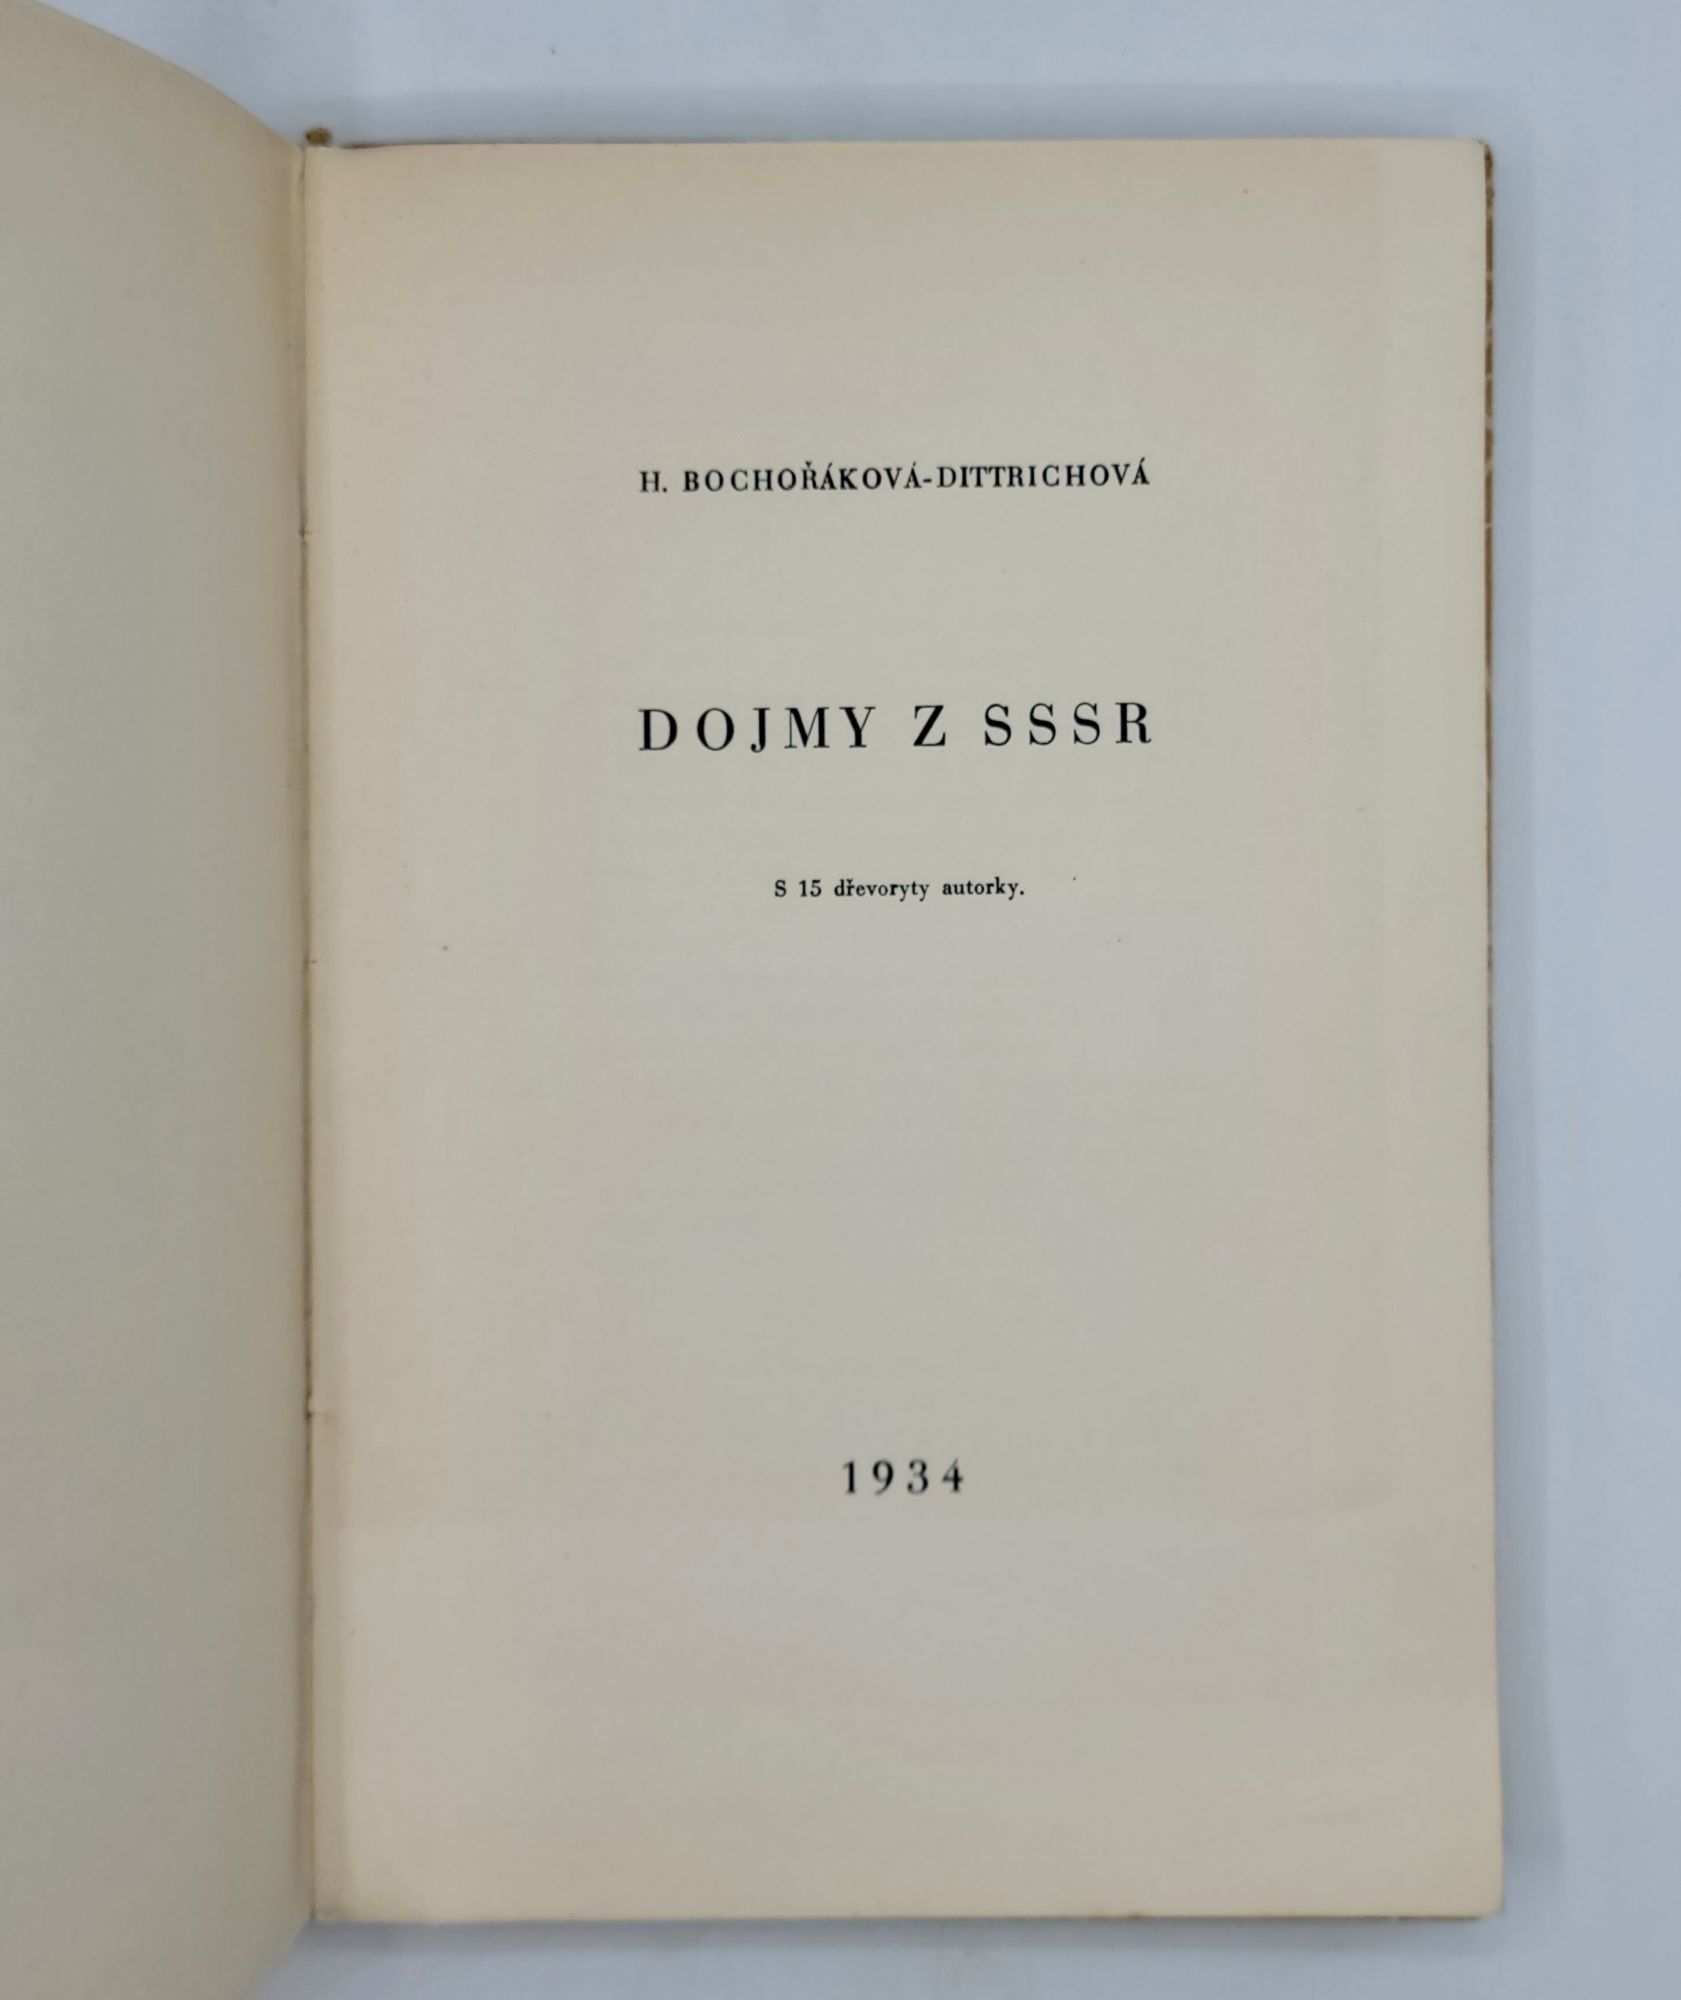 H. BOCHOŘÁKOVÁ-DITTRICHOVÁ
DOJMY Z SSSR
S 15 dřevoryty autorky.
1934